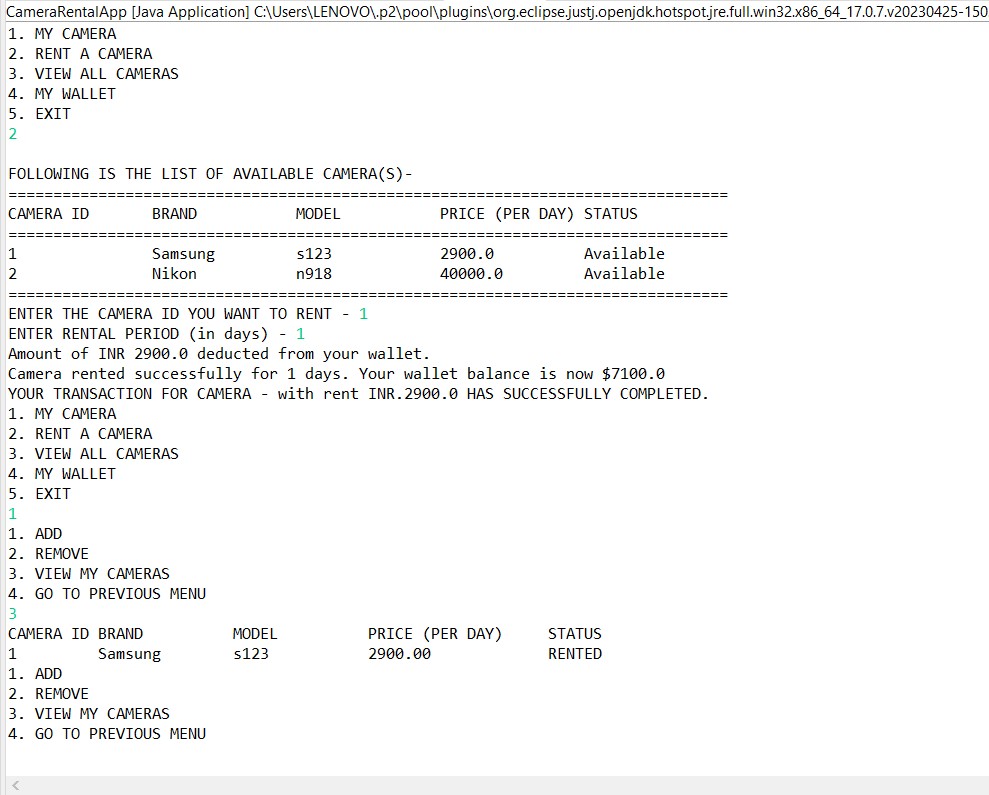 CameraRentalApp [Java Application] C:\Users\LENOVO\.p2\pool\plugins\org.eclipse.justj.openjdk.hotspot.jre.full.win32.x86_64_17.0.7.v20230425-150
1. MY CAMERA
2. RENT A CAMERA
3. VIEW ALL CAMERAS
4. MY WALLET
5. EXIT
2
FOLLOWING IS THE LIST OF AVAILABLE CAMERA(S)-
================================================================================
CAMERA ID       BRAND           MODEL           PRICE (PER DAY) STATUS
================================================================================
1               Samsung         s123            2900.0          Available
2               Nikon           n918            40000.0         Available
================================================================================
ENTER THE CAMERA ID YOU WANT TO RENT - 1
ENTER RENTAL PERIOD (in days) - 1
Amount of INR 2900.0 deducted from your wallet.
Camera rented successfully for 1 days. Your wallet balance is now $7100.0
YOUR TRANSACTION FOR CAMERA - with rent INR.2900.0 HAS SUCCESSFULLY COMPLETED.
1. MY CAMERA
2. RENT A CAMERA
3. VIEW ALL CAMERAS
4. MY WALLET
5. EXIT
1
1. ADD
2. REMOVE
3. VIEW MY CAMERAS
4. GO TO PREVIOUS MENU
3
CAMERA ID BRAND          MODEL          PRICE (PER DAY)     STATUS
1         Samsung        s123           2900.00             RENTED
1. ADD
2. REMOVE
3. VIEW MY CAMERAS
4. GO TO PREVIOUS MENU